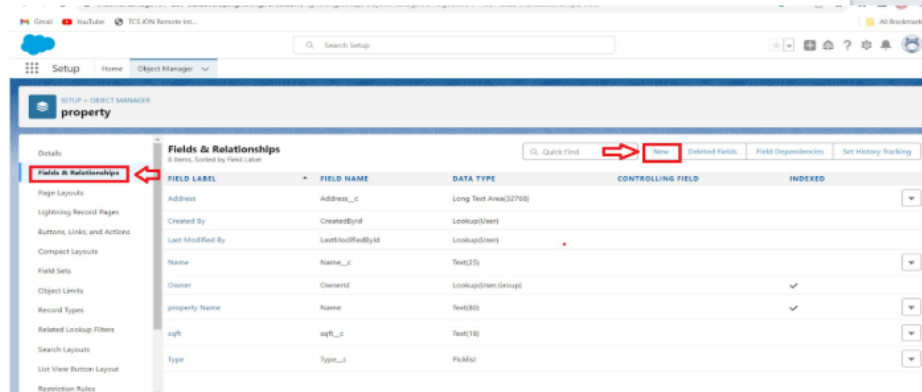 Gmail YouTube TCS iON Remote Int... All Bookmark
Search Setup
Setup Home Object Manager
SETUP > OBJECT MANAGER
property
Details
Fields & Relationships
Page Layouts
Lightning Record Pages
Buttons, Links, and Actions
Compact Layouts
Field Sets
Object Limits
Record Types
Related Lookup Filters
Search Layouts
List View Button Layout
Restriction Rules
Fields & Relationships
8 Items, Sorted by Field Label
Quick Find New Deleted Fields Field Dependencies Set History Tracking
FIELD LABEL FIELD NAME DATA TYPE CONTROLLING FIELD INDEXED
Address Address__c Long Text Area(32768)
Created By CreatedById Lookup(User)
Last Modified By LastModifiedById Lookup(User)
Name Name__c Text(25)
Owner OwnerId Lookup(User,Group)
property Name Name Text(80)
sqft sqft__c Text(18)
Type Type__c Picklist